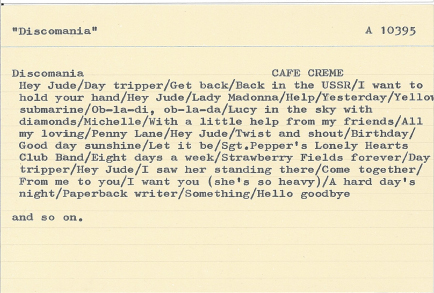 "Discomania" A 10395
Discomania CAFE CREME
Hey Jude/Day tripper/Get back/Back in the USSR/I want to
hold your hand/Hey Jude/Lady Madonna/Help/Yesterday/Yellow
submarine/Ob-la-di, ob-la-da/Lucy in the sky with
diamonds/Michelle/With a little help from my friends/All
my loving/Penny Lane/Hey Jude/Twist and shout/Birthday/
Good day sunshine/Let it be/Sgt.Pepper's Lonely Hearts
Club Band/Eight days a week/Strawberry Fields forever/Day
tripper/Hey Jude/I saw her standing there/Come together/
From me to you/I want you (she's so heavy)/A hard day's
night/Paperback writer/Something/Hello goodbye
and so on.